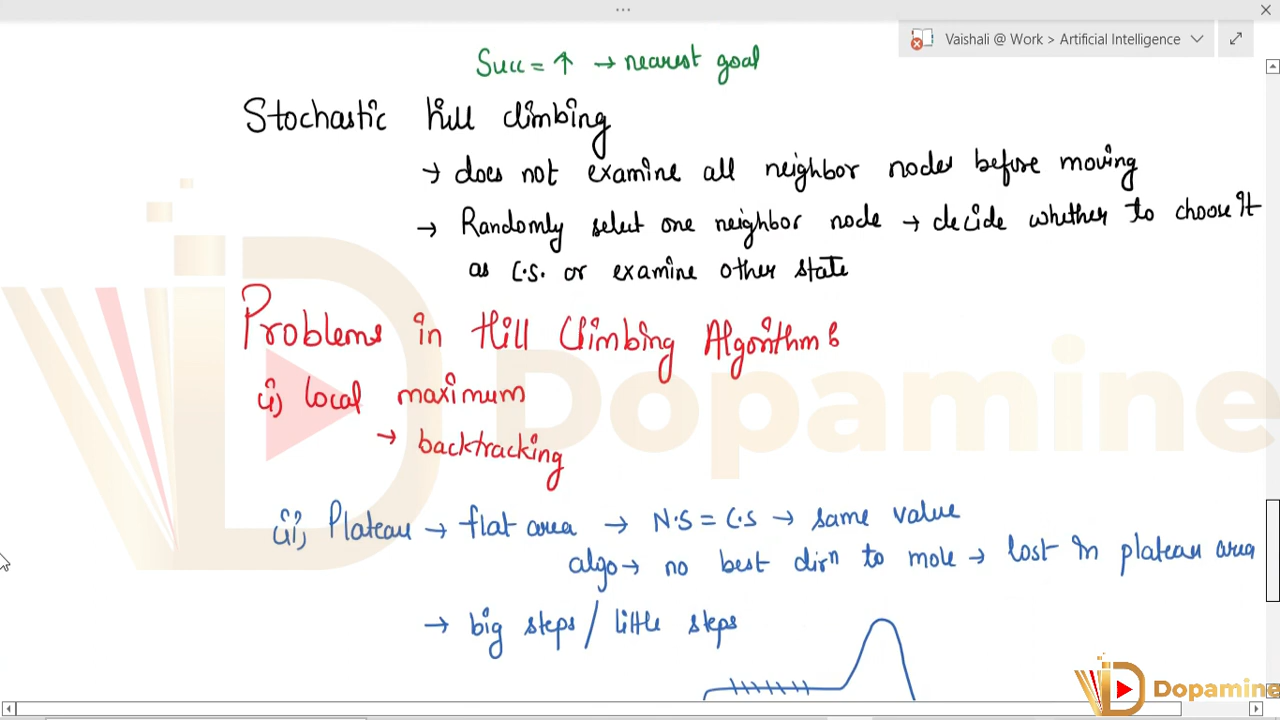 Vaishali @ Work > Artificial Intelligence
Succ = ↑ → nearest goal
Stochastic Hill climbing
→ does not examine all neighbor nodes before moving
→ Randomly select one neighbor node → decide whether to choose it
as C.S. or examine other state
Problems in Hill Climbing Algorithm 6
i) local maximum
→ backtracking
ii) Plateau → flat area → N.S = C.S → same value
algo → no best dirn to move → lost in plateau area
→ big steps / little steps
Dopamine
Dopamine